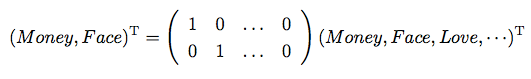 (Money, Face)ᵀ = ( 1 0 … 0 ; 0 1 … 0 ) (Money, Face, Love, ⋯)ᵀ